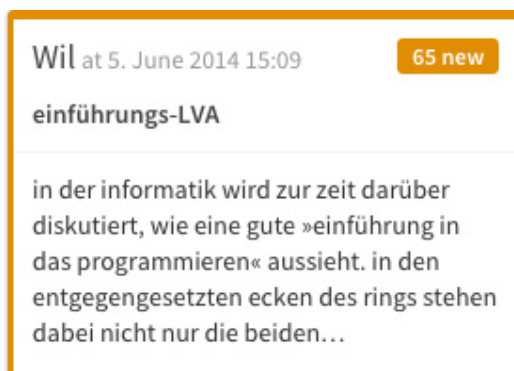 Wil at 5. June 2014 15:09 65 new
einführungs-LVA
in der informatik wird zur zeit darüber
diskutiert, wie eine gute »einführung in
das programmieren« aussieht. in den
entgegengesetzten ecken des rings stehen
dabei nicht nur die beiden…